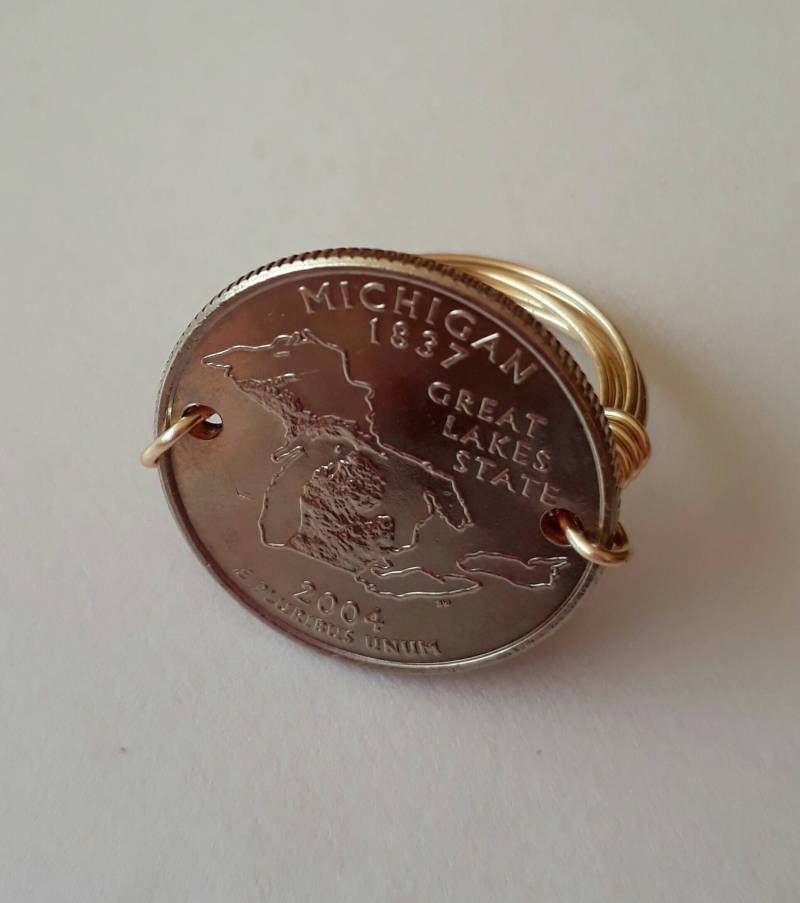 MICHIGAN
1837
GREAT
LAKES
STATE
2004
E PLURIBUS UNUM